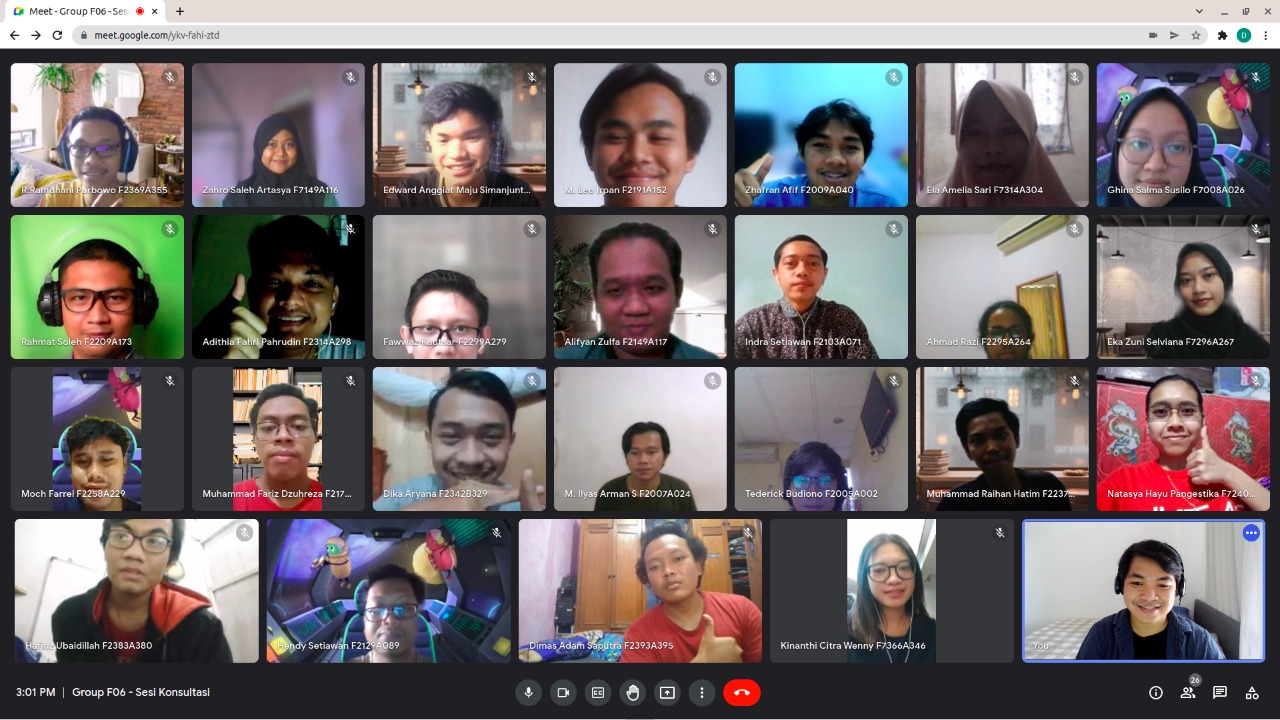 Meet - Group F06 - Ses
meet.google.com/ykv-fahi-ztd
D
R.Ramdhani Purbowo F2369A355
Zahro Saleh Artasya F7149A116
Edward Anggiat Maju Simanjunt...
M. Leo Irpan F2191A152
Zhafran Afif F2009A040
Ela Amelia Sari F7314A304
Ghina Salma Susilo F7008A026
Rahmat Soleh F2209A173
Adithia Fahri Pahrudin F2314A298
Fawwaz Kautsar F2299A279
Alifyan Zulfa F2149A117
Indra Setiawan F2103A071
Ahmad Razi F2295A264
Eka Zuni Selviana F7296A267
Moch Farrel F2258A229
Muhammad Fariz Dzuhreza F217...
Dika Aryana F2342B329
M. Ilyas Arman S F2007A024
Tederick Budiono F2005A002
Muhammad Raihan Hatim F2237...
Natasya Hayu Pangestika F7240...
Hafidz Ubaidillah F2383A380
Hendy Setiawan F2129A089
Dimas Adam Saputra F2393A395
Kinanthi Citra Wenny F7366A346
You
3:01 PM | Group F06 - Sesi Konsultasi
26